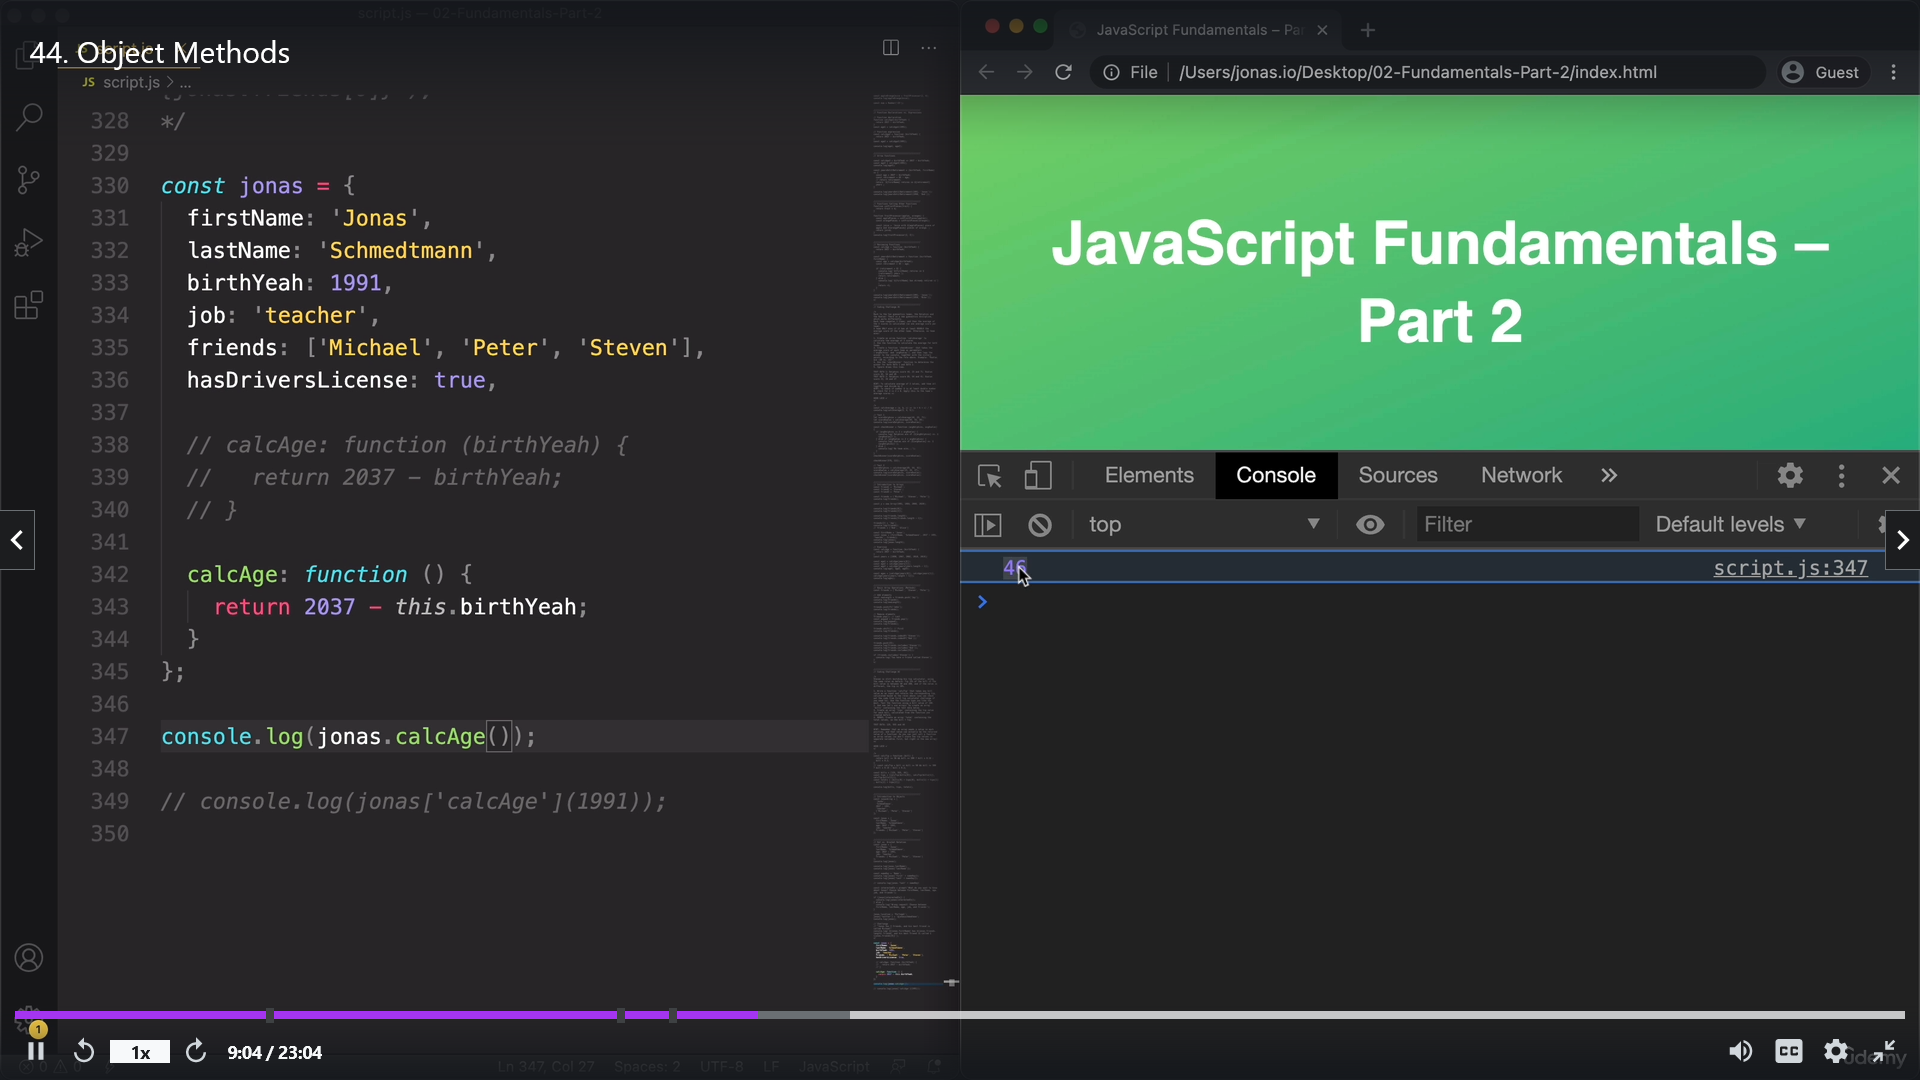 script.js — 02-Fundamentals-Part-2
44. Object Methods
JS script.js > ...
328 */
329
330 const jonas = {
331 firstName: 'Jonas',
332 lastName: 'Schmedtmann',
333 birthYeah: 1991,
334 job: 'teacher',
335 friends: ['Michael', 'Peter', 'Steven'],
336 hasDriversLicense: true,
337
338 // calcAge: function (birthYeah) {
339 // return 2037 - birthYeah;
340 // }
341
342 calcAge: function () {
343 return 2037 - this.birthYeah;
344 }
345 };
346
347 console.log(jonas.calcAge());
348
349 // console.log(jonas['calcAge'](1991));
350
1
1x
9:04 / 23:04
Ln 347, Col 27 Spaces: 2 UTF-8 LF JavaScript
JavaScript Fundamentals – Pa
File /Users/jonas.io/Desktop/02-Fundamentals-Part-2/index.html Guest
JavaScript Fundamentals –
Part 2
Elements Console Sources Network »
top Filter Default levels
46 script.js:347
>
CC
udemy